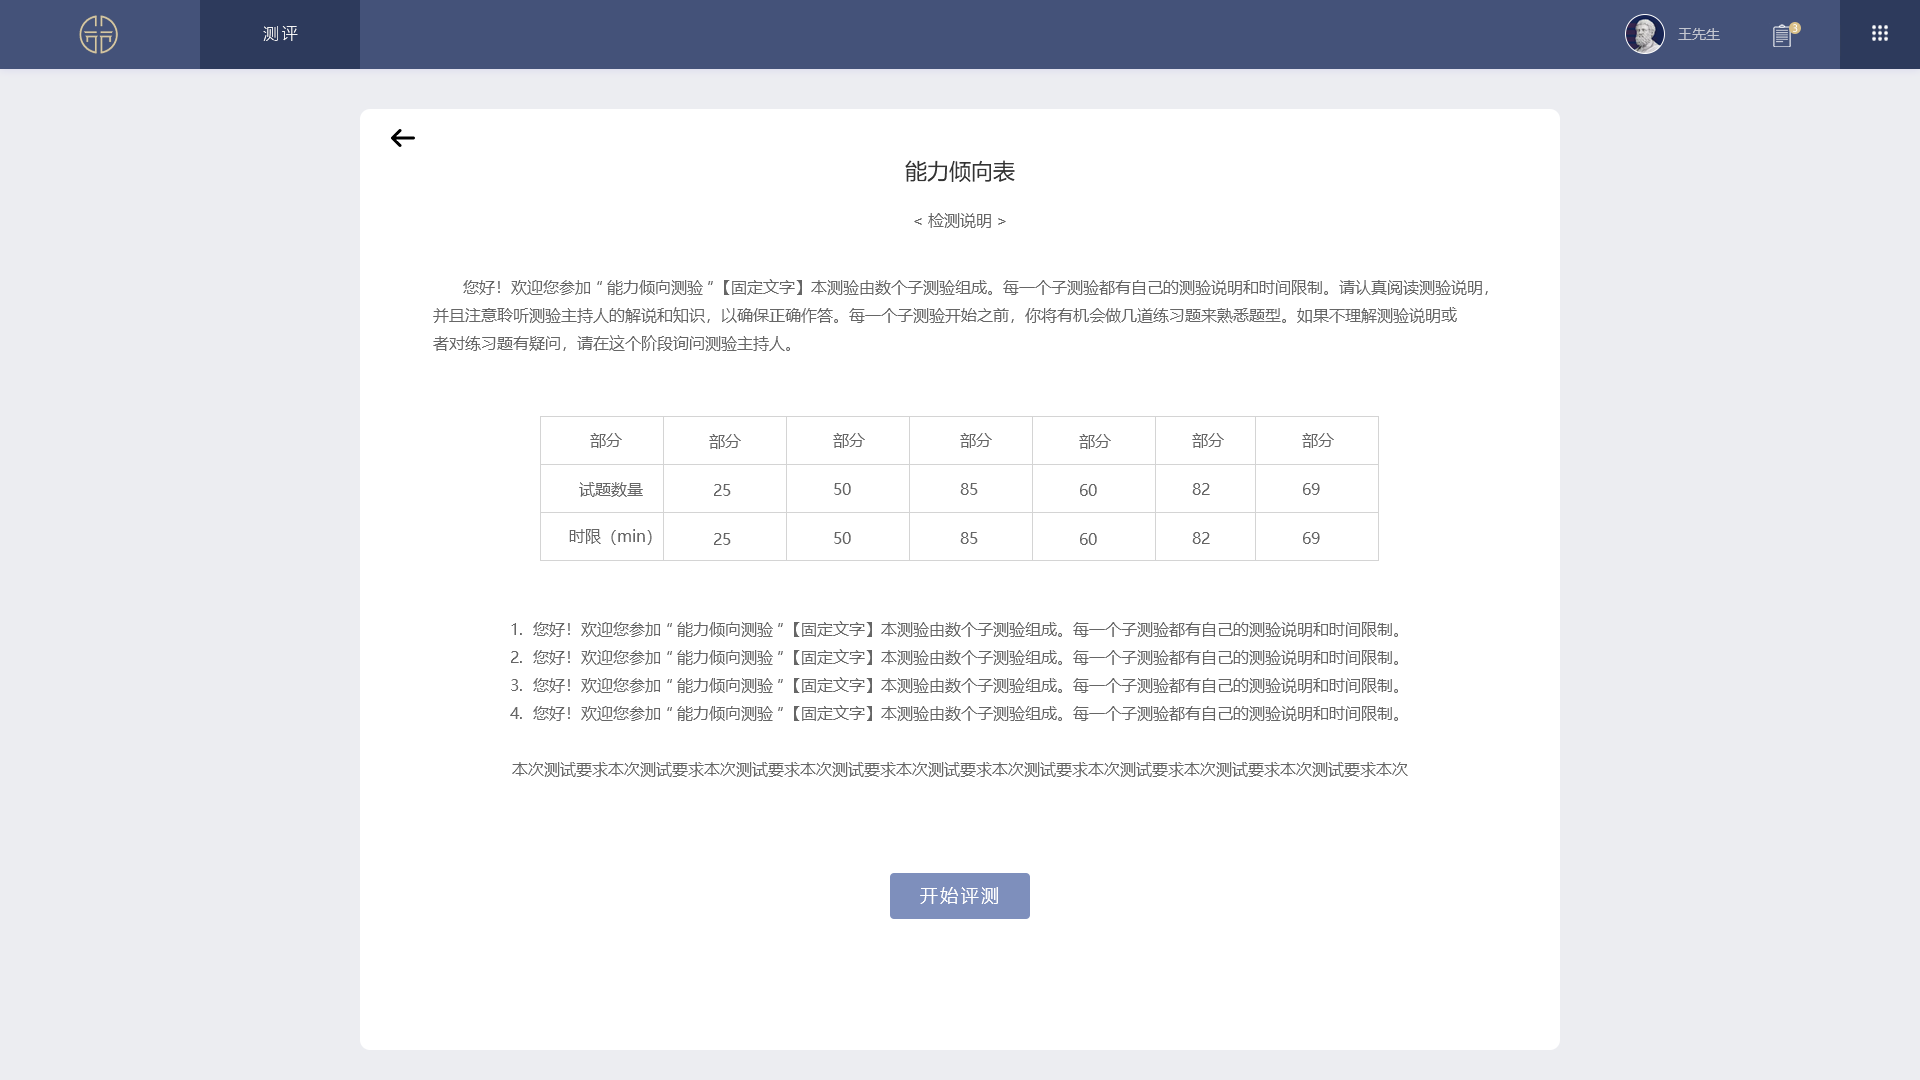 测评
王先生
3
能力倾向表
< 检测说明 >
您好！欢迎您参加 “ 能力倾向测验 ”【固定文字】本测验由数个子测验组成。每一个子测验都有自己的测验说明和时间限制。请认真阅读测验说明，
并且注意聆听测验主持人的解说和知识，以确保正确作答。每一个子测验开始之前，你将有机会做几道练习题来熟悉题型。如果不理解测验说明或
者对练习题有疑问，请在这个阶段询问测验主持人。
部分 部分 部分 部分 部分 部分 部分
试题数量 25 50 85 60 82 69
时限（min） 25 50 85 60 82 69
1. 您好！欢迎您参加 “ 能力倾向测验 ”【固定文字】本测验由数个子测验组成。每一个子测验都有自己的测验说明和时间限制。
2. 您好！欢迎您参加 “ 能力倾向测验 ”【固定文字】本测验由数个子测验组成。每一个子测验都有自己的测验说明和时间限制。
3. 您好！欢迎您参加 “ 能力倾向测验 ”【固定文字】本测验由数个子测验组成。每一个子测验都有自己的测验说明和时间限制。
4. 您好！欢迎您参加 “ 能力倾向测验 ”【固定文字】本测验由数个子测验组成。每一个子测验都有自己的测验说明和时间限制。
本次测试要求本次测试要求本次测试要求本次测试要求本次测试要求本次测试要求本次测试要求本次测试要求本次测试要求本次
开始评测